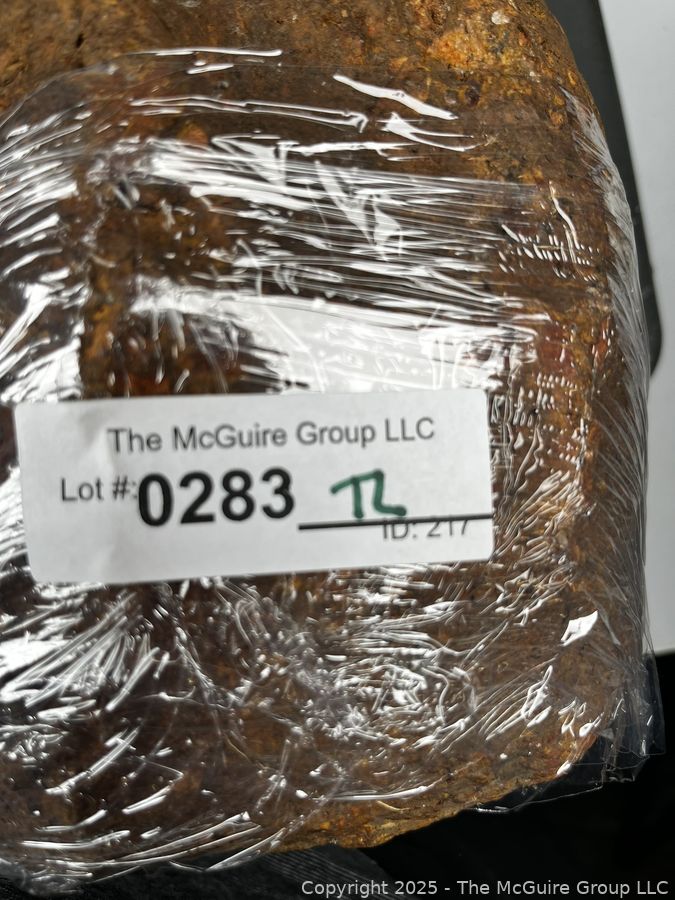 The McGuire Group LLC
Lot #:0283 TL
ID: 217
Copyright 2025 - The McGuire Group LLC